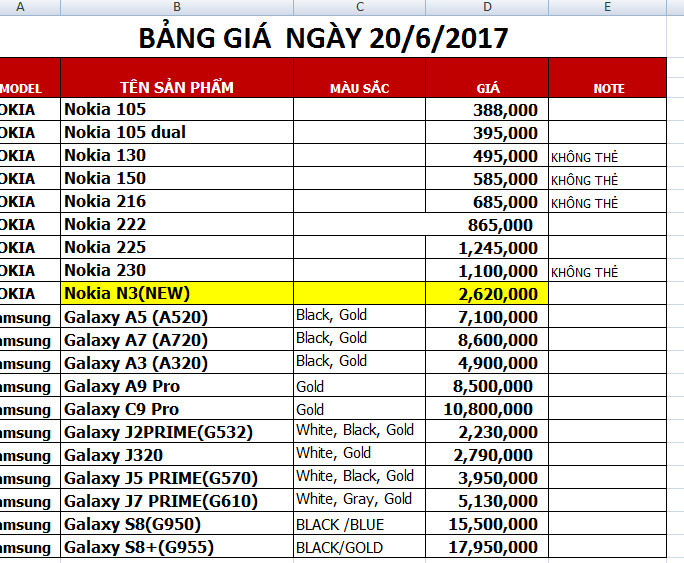 A B C D E
BẢNG GIÁ NGÀY 20/6/2017
MODEL TÊN SẢN PHẨM MÀU SẮC GIÁ NOTE
OKIA Nokia 105 388,000
OKIA Nokia 105 dual 395,000
OKIA Nokia 130 495,000 KHÔNG THẺ
OKIA Nokia 150 585,000 KHÔNG THẺ
OKIA Nokia 216 685,000 KHÔNG THẺ
OKIA Nokia 222 865,000
OKIA Nokia 225 1,245,000
OKIA Nokia 230 1,100,000 KHÔNG THẺ
OKIA Nokia N3(NEW) 2,620,000
amsung Galaxy A5 (A520) Black, Gold 7,100,000
amsung Galaxy A7 (A720) Black, Gold 8,600,000
amsung Galaxy A3 (A320) Black, Gold 4,900,000
amsung Galaxy A9 Pro Gold 8,500,000
amsung Galaxy C9 Pro Gold 10,800,000
amsung Galaxy J2PRIME(G532) White, Black, Gold 2,230,000
amsung Galaxy J320 White, Gold 2,790,000
amsung Galaxy J5 PRIME(G570) White, Black, Gold 3,950,000
amsung Galaxy J7 PRIME(G610) White, Gray, Gold 5,130,000
amsung Galaxy S8(G950) BLACK /BLUE 15,500,000
amsung Galaxy S8+(G955) BLACK/GOLD 17,950,000